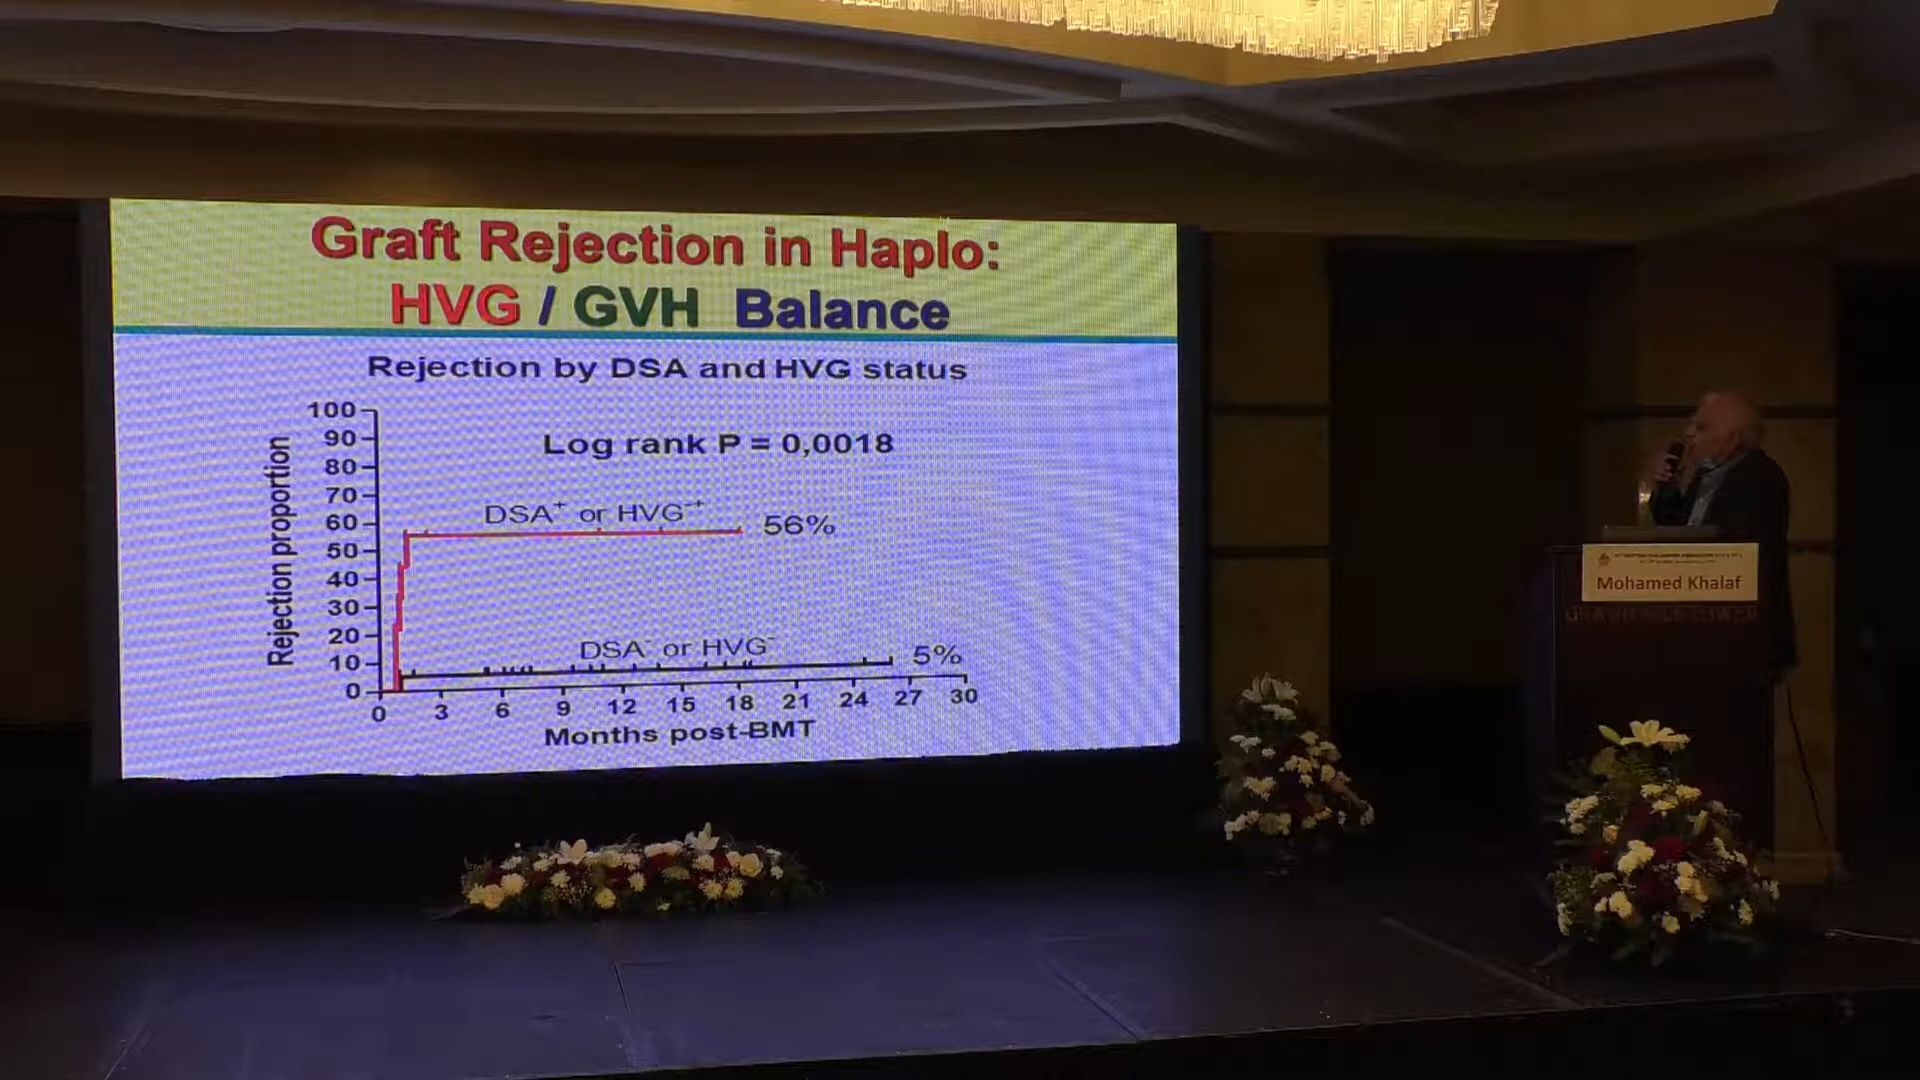 Graft Rejection in Haplo:
HVG / GVH Balance
Rejection by DSA and HVG status
Log rank P = 0,0018
Rejection proportion
100
90
80
70
60
50
40
30
20
10
0
DSA⁺ or HVG⁺
56%
DSA⁻ or HVG⁻
5%
0 3 6 9 12 15 18 21 24 27 30
Months post-BMT
Mohamed Khalaf